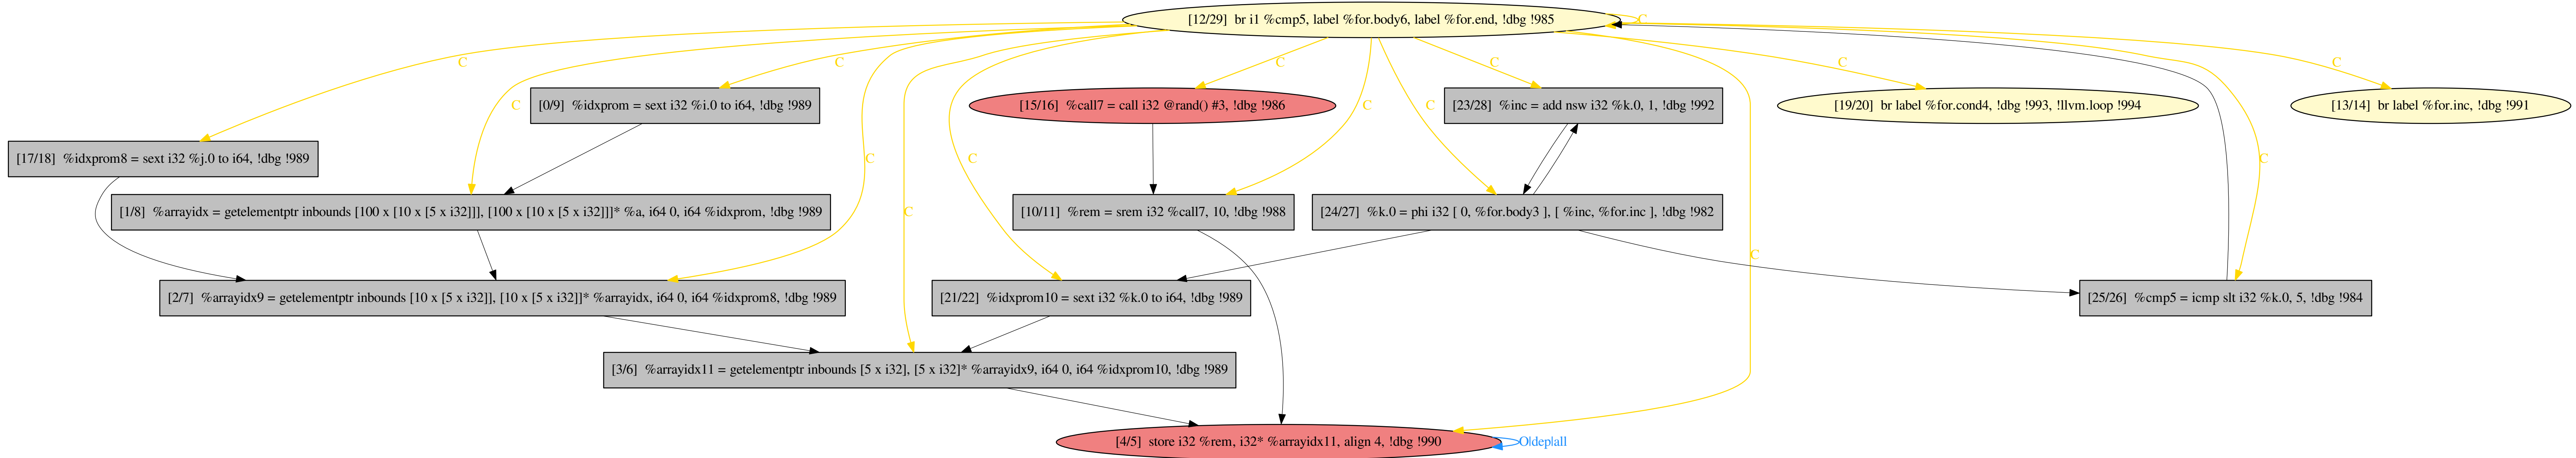 [12/29] br i1 %cmp5, label %for.body6, label %for.end, !dbg !985
C
C
C
C
C
C
C
[0/9] %idxprom = sext i32 %i.0 to i64, !dbg !989
C
[15/16] %call7 = call i32 @rand() #3, !dbg !986
C
[23/28] %inc = add nsw i32 %k.0, 1, !dbg !992
[19/20] br label %for.cond4, !dbg !993, !llvm.loop !994
[13/14] br label %for.inc, !dbg !991
C
[17/18] %idxprom8 = sext i32 %j.0 to i64, !dbg !989
C
C
C
[1/8] %arrayidx = getelementptr inbounds [100 x [10 x [5 x i32]]], [100 x [10 x [5 x i32]]]* %a, i64 0, i64 %idxprom, !dbg !989
C
[10/11] %rem = srem i32 %call7, 10, !dbg !988
[24/27] %k.0 = phi i32 [ 0, %for.body3 ], [ %inc, %for.inc ], !dbg !982
C
[2/7] %arrayidx9 = getelementptr inbounds [10 x [5 x i32]], [10 x [5 x i32]]* %arrayidx, i64 0, i64 %idxprom8, !dbg !989
[21/22] %idxprom10 = sext i32 %k.0 to i64, !dbg !989
[25/26] %cmp5 = icmp slt i32 %k.0, 5, !dbg !984
[3/6] %arrayidx11 = getelementptr inbounds [5 x i32], [5 x i32]* %arrayidx9, i64 0, i64 %idxprom10, !dbg !989
[4/5] store i32 %rem, i32* %arrayidx11, align 4, !dbg !990
O|dep|all